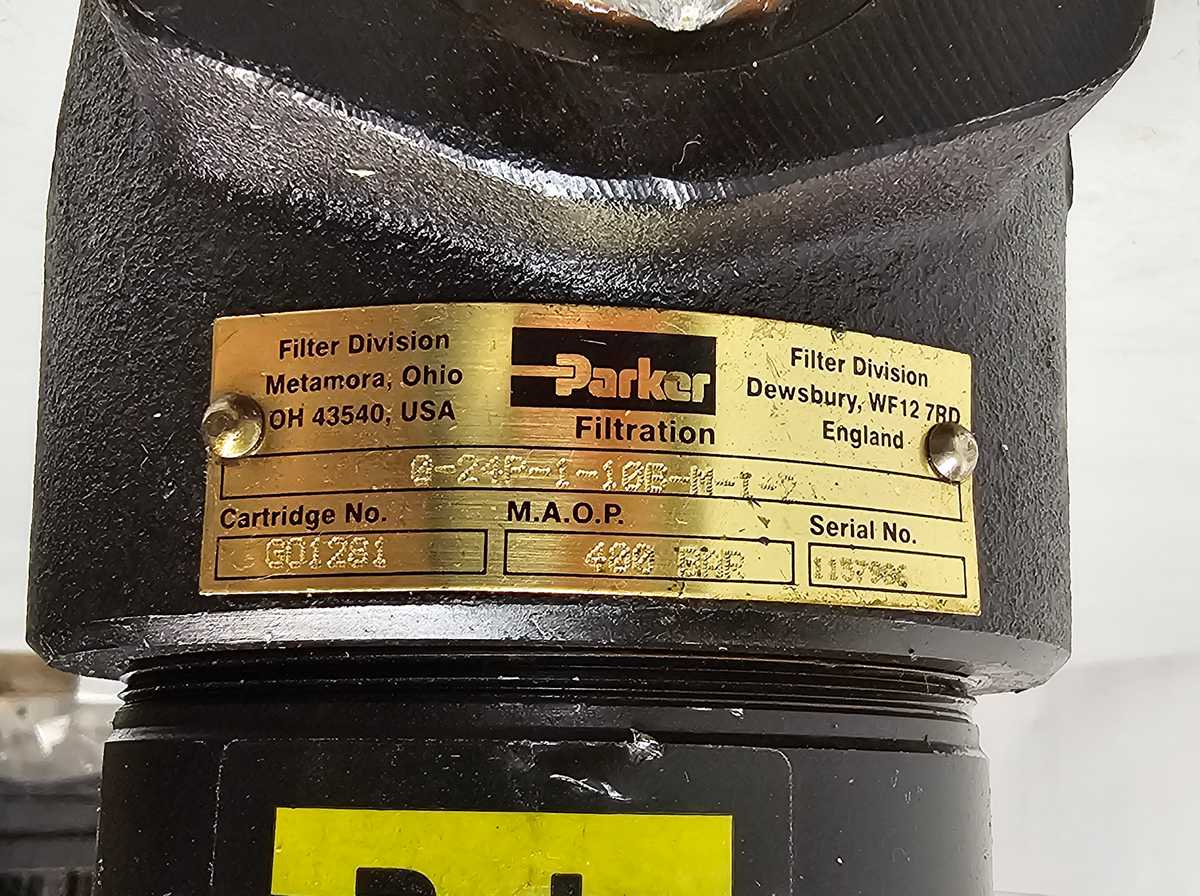 Filter Division
Metamora, Ohio
OH 43540, USA
Parker
Filtration
Filter Division
Dewsbury, WF12 7RD
England
Cartridge No.
M.A.O.P.
Serial No.
G01281
400 BAR